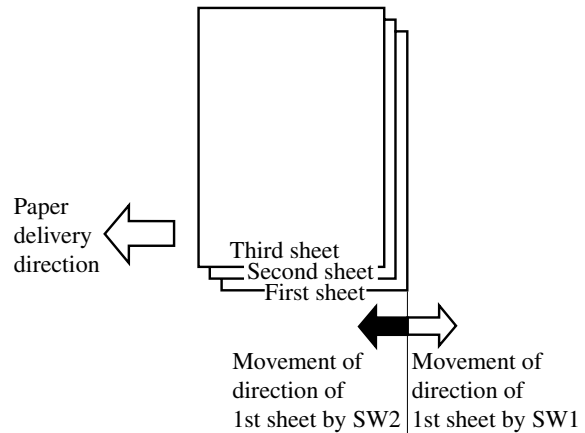 Third sheet
Second sheet
First sheet
Paper
delivery
direction
Movement of
direction of
1st sheet by SW2
Movement of
direction of
1st sheet by SW1